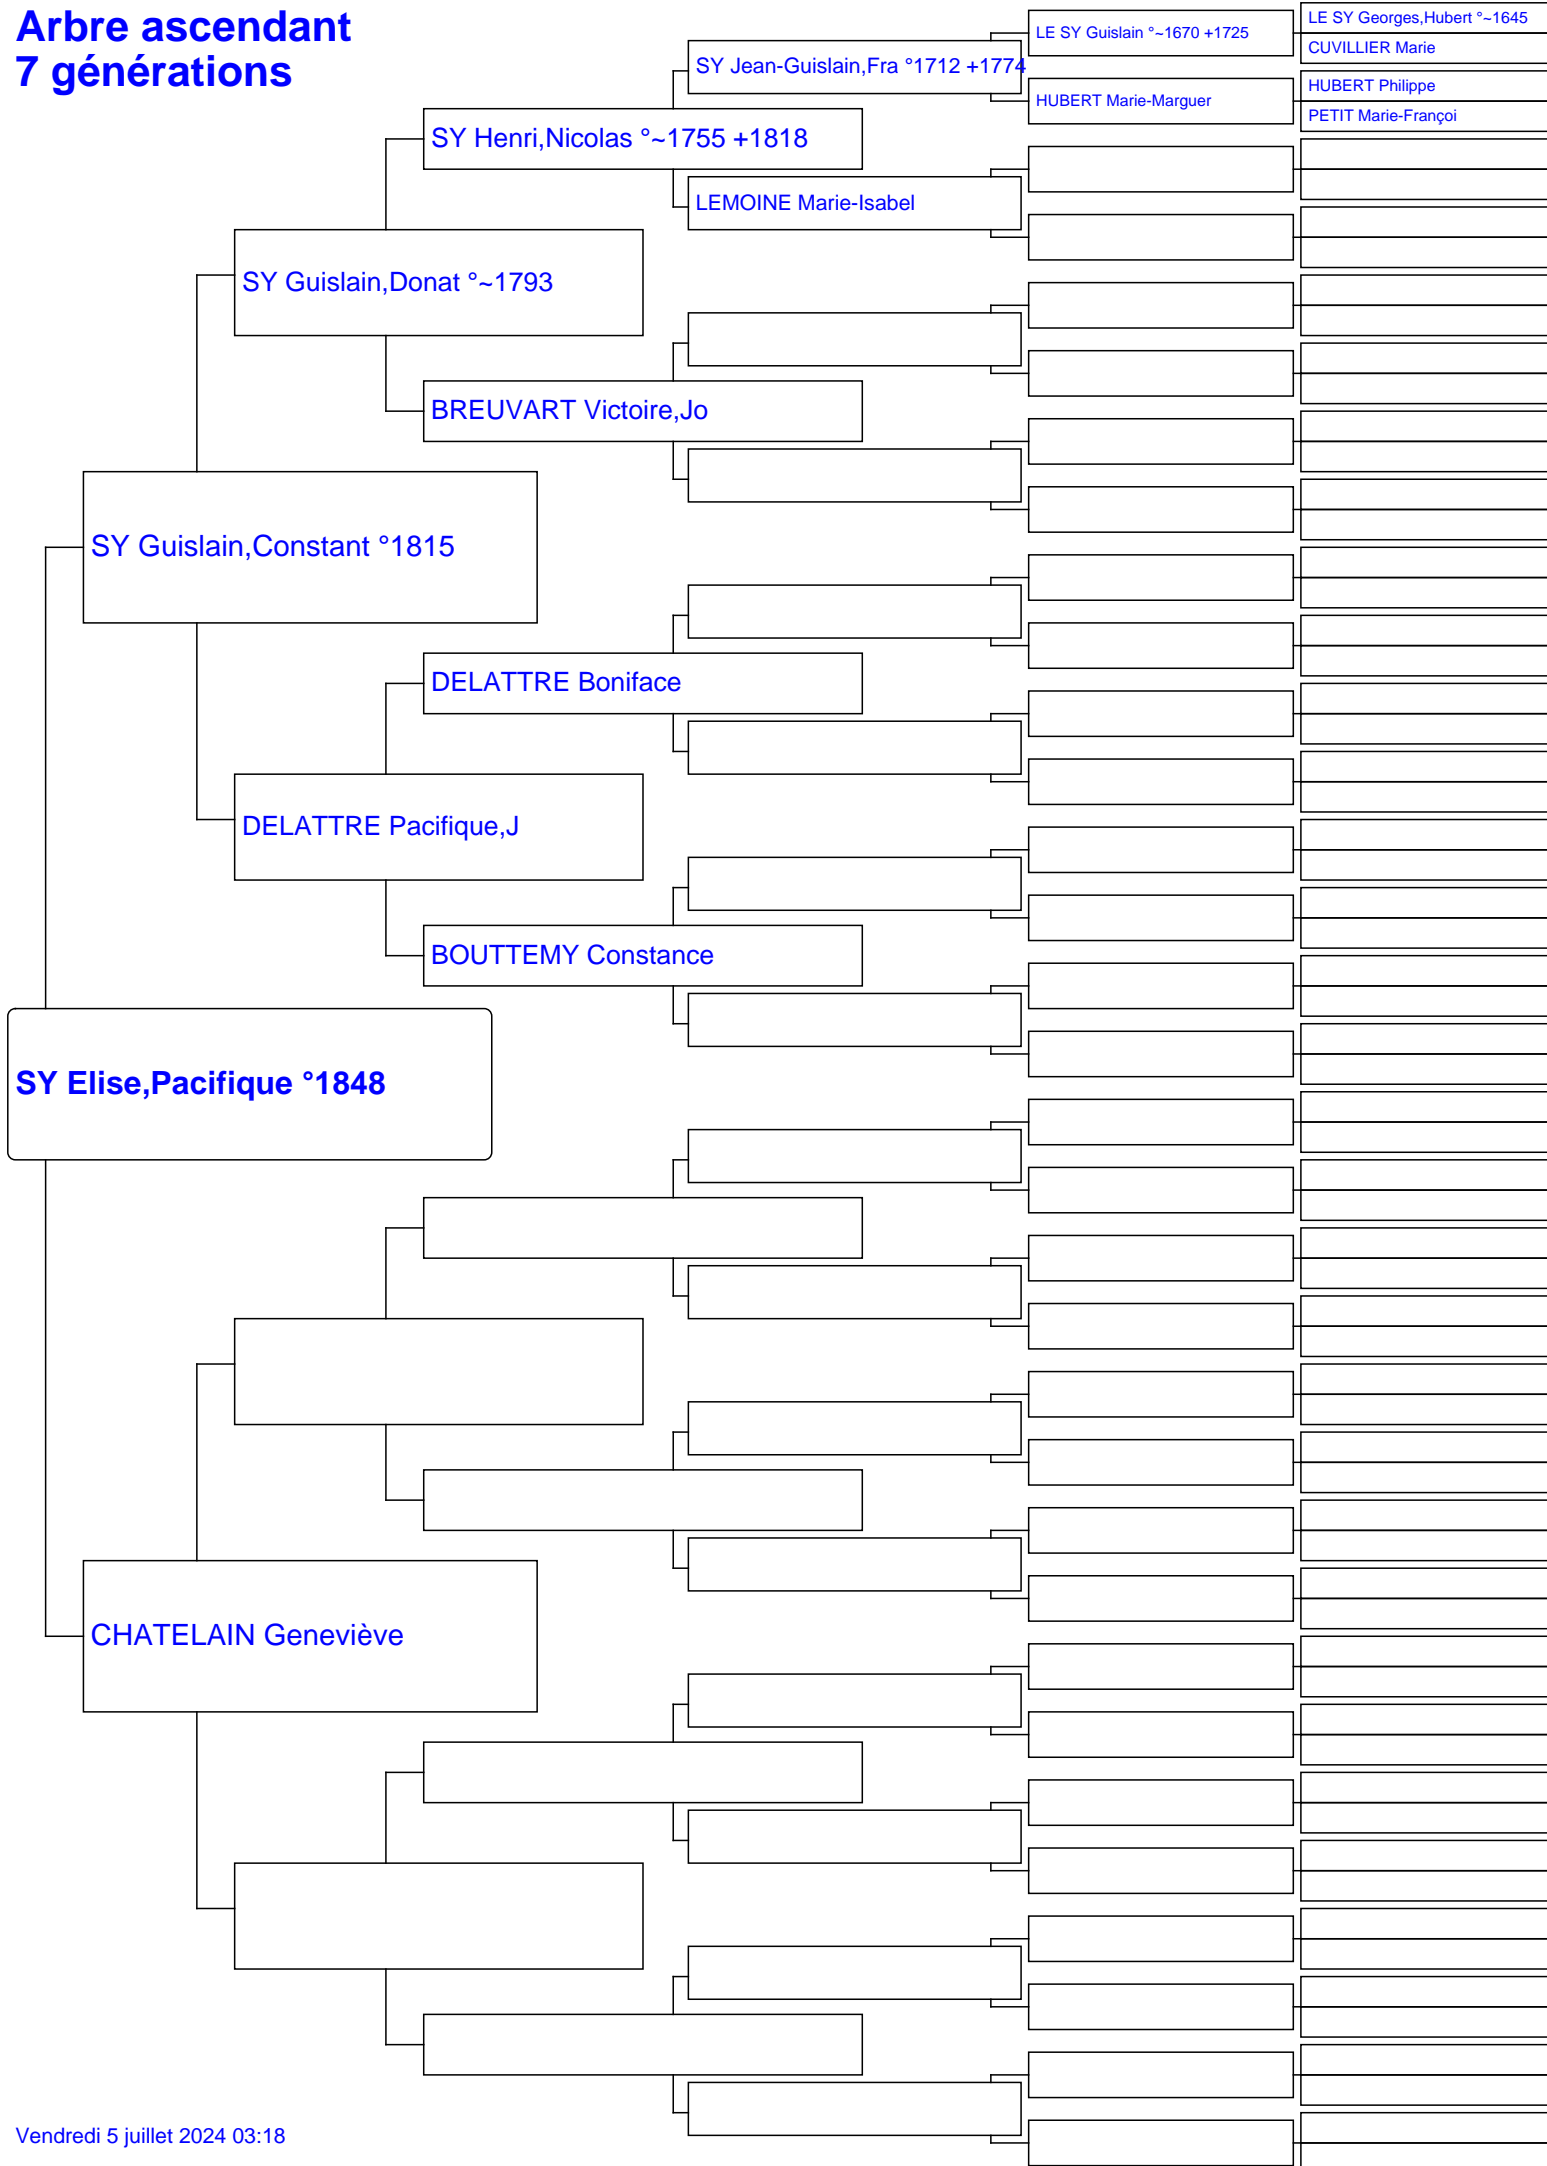 Arbre ascendant
7 générations
LE SY Georges,Hubert °~1645
LE SY Guislain °~1670 +1725
CUVILLIER Marie
SY Jean-Guislain,Fra °1712 +1774
HUBERT Philippe
HUBERT Marie-Marguer
PETIT Marie-Françoi
SY Henri,Nicolas °~1755 +1818
LEMOINE Marie-Isabel
SY Guislain,Donat °~1793
BREUVART Victoire,Jo
SY Guislain,Constant °1815
DELATTRE Boniface
DELATTRE Pacifique,J
BOUTTEMY Constance
SY Elise,Pacifique °1848
CHATELAIN Geneviève
Vendredi 5 juillet 2024 03:18